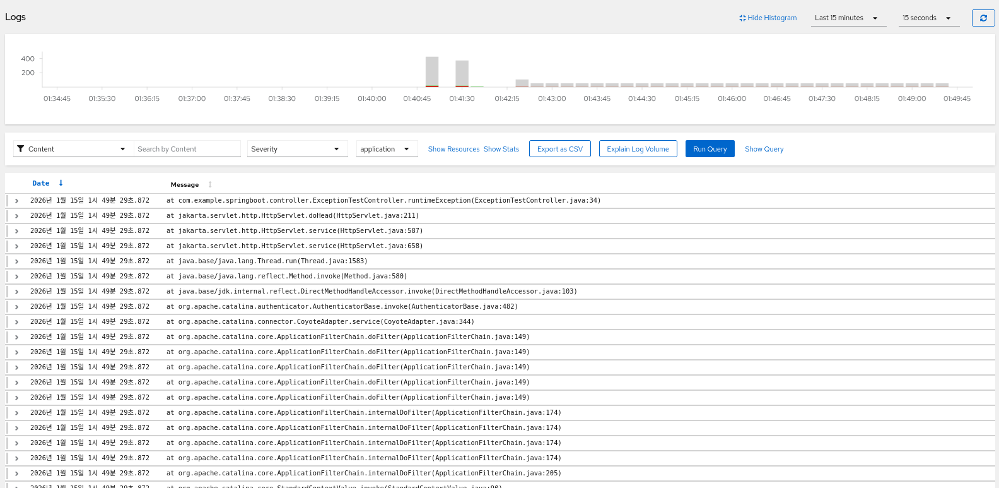 Logs
Hide Histogram Last 15 minutes 15 seconds
400
200
01:34:45 01:35:30 01:36:15 01:37:00 01:37:45 01:38:30 01:39:15 01:40:00 01:40:45 01:41:30 01:42:15 01:43:00 01:43:45 01:44:30 01:45:15 01:46:00 01:46:45 01:47:30 01:48:15 01:49:00 01:49:45
Content Search by Content Severity application Show Resources Show Stats Export as CSV Explain Log Volume Run Query Show Query
Date Message
2026년 1월 15일 1시 49분 29초.872 at com.example.springboot.controller.ExceptionTestController.runtimeException(ExceptionTestController.java:34)
2026년 1월 15일 1시 49분 29초.872 at jakarta.servlet.http.HttpServlet.doHead(HttpServlet.java:211)
2026년 1월 15일 1시 49분 29초.872 at jakarta.servlet.http.HttpServlet.service(HttpServlet.java:587)
2026년 1월 15일 1시 49분 29초.872 at jakarta.servlet.http.HttpServlet.service(HttpServlet.java:658)
2026년 1월 15일 1시 49분 29초.872 at java.base/java.lang.Thread.run(Thread.java:1583)
2026년 1월 15일 1시 49분 29초.872 at java.base/java.lang.reflect.Method.invoke(Method.java:580)
2026년 1월 15일 1시 49분 29초.872 at java.base/jdk.internal.reflect.DirectMethodHandleAccessor.invoke(DirectMethodHandleAccessor.java:103)
2026년 1월 15일 1시 49분 29초.872 at org.apache.catalina.authenticator.AuthenticatorBase.invoke(AuthenticatorBase.java:482)
2026년 1월 15일 1시 49분 29초.872 at org.apache.catalina.connector.CoyoteAdapter.service(CoyoteAdapter.java:344)
2026년 1월 15일 1시 49분 29초.872 at org.apache.catalina.core.ApplicationFilterChain.doFilter(ApplicationFilterChain.java:149)
2026년 1월 15일 1시 49분 29초.872 at org.apache.catalina.core.ApplicationFilterChain.doFilter(ApplicationFilterChain.java:149)
2026년 1월 15일 1시 49분 29초.872 at org.apache.catalina.core.ApplicationFilterChain.doFilter(ApplicationFilterChain.java:149)
2026년 1월 15일 1시 49분 29초.872 at org.apache.catalina.core.ApplicationFilterChain.doFilter(ApplicationFilterChain.java:149)
2026년 1월 15일 1시 49분 29초.872 at org.apache.catalina.core.ApplicationFilterChain.doFilter(ApplicationFilterChain.java:149)
2026년 1월 15일 1시 49분 29초.872 at org.apache.catalina.core.ApplicationFilterChain.internalDoFilter(ApplicationFilterChain.java:174)
2026년 1월 15일 1시 49분 29초.872 at org.apache.catalina.core.ApplicationFilterChain.internalDoFilter(ApplicationFilterChain.java:174)
2026년 1월 15일 1시 49분 29초.872 at org.apache.catalina.core.ApplicationFilterChain.internalDoFilter(ApplicationFilterChain.java:174)
2026년 1월 15일 1시 49분 29초.872 at org.apache.catalina.core.ApplicationFilterChain.internalDoFilter(ApplicationFilterChain.java:174)
2026년 1월 15일 1시 49분 29초.872 at org.apache.catalina.core.ApplicationFilterChain.internalDoFilter(ApplicationFilterChain.java:205)
2026년 1월 15일 1시 49분 29초.872 at org.apache.catalina.core.StandardContextValve.invoke(StandardContextValve.java:90)